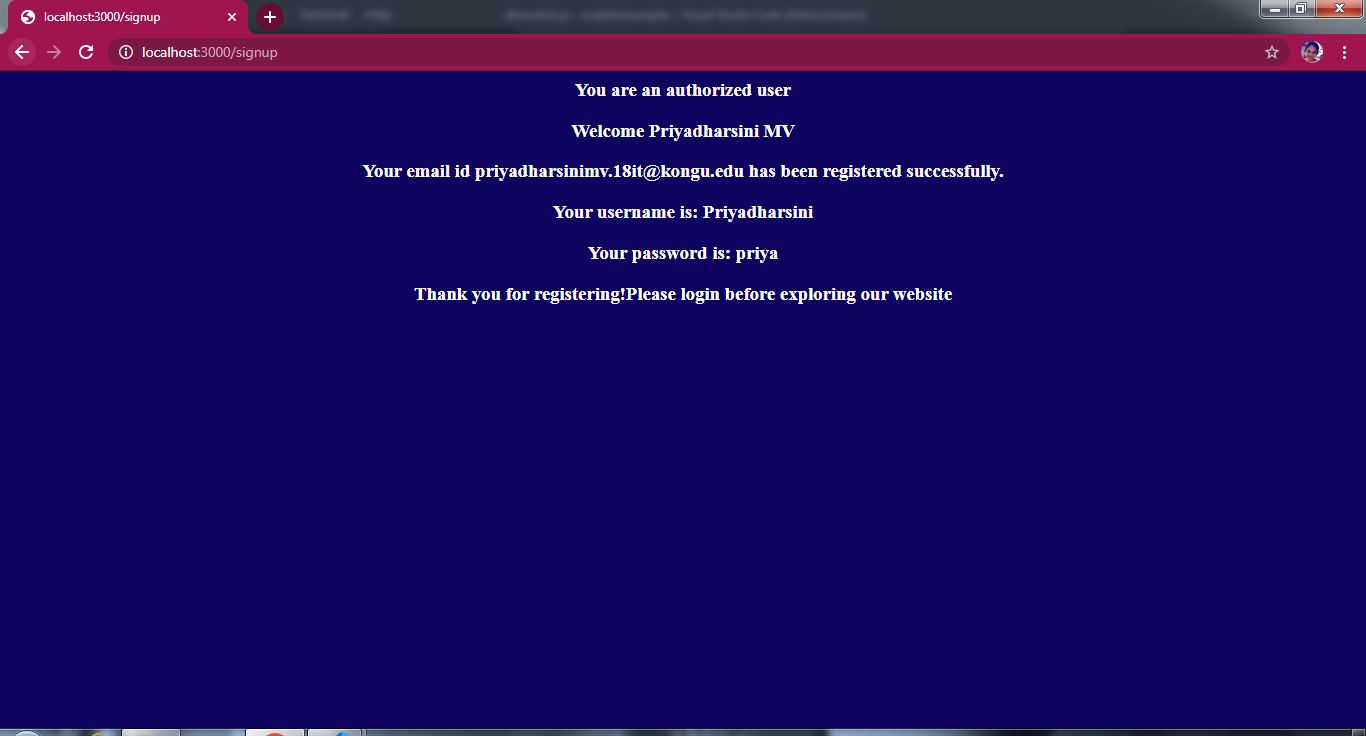 localhost:3000/signup
localhost:3000/signup
You are an authorized user
Welcome Priyadharsini MV
Your email id priyadharsinimv.18it@kongu.edu has been registered successfully.
Your username is: Priyadharsini
Your password is: priya
Thank you for registering!Please login before exploring our website